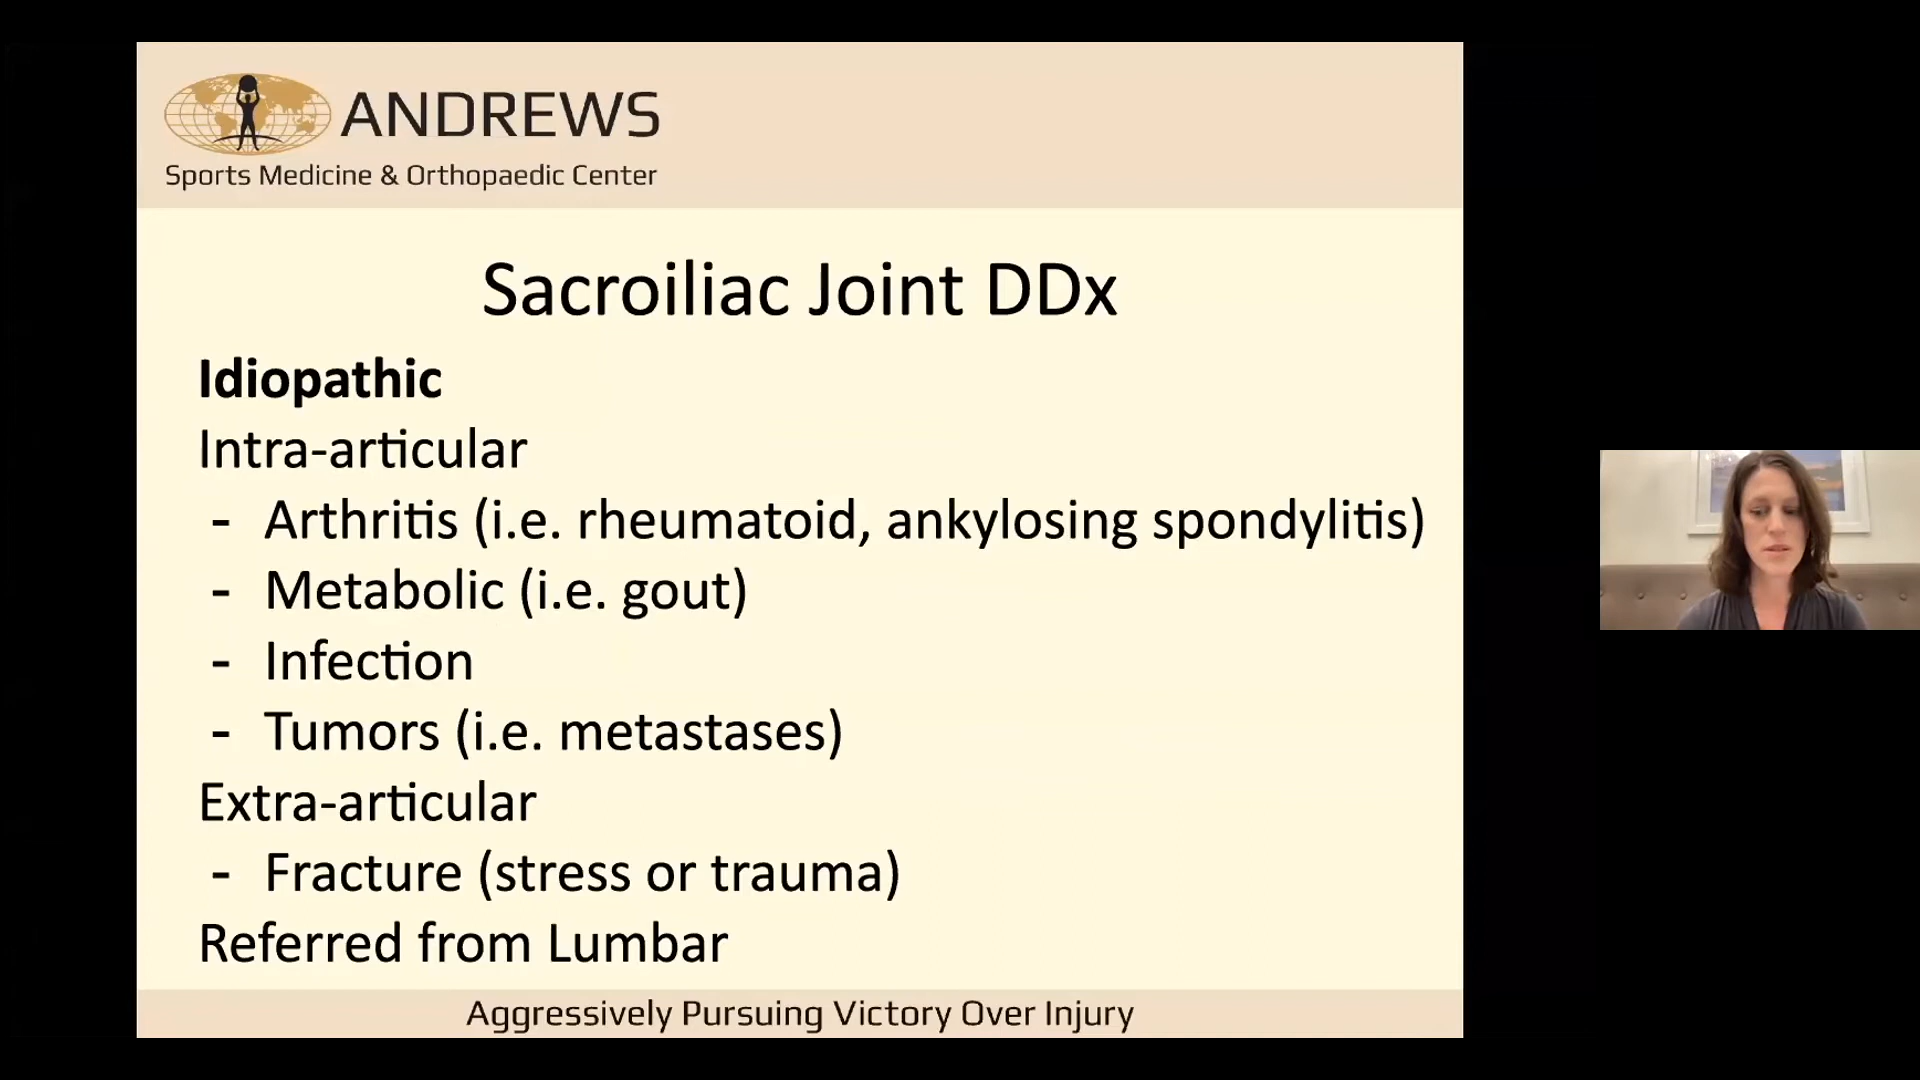 ANDREWS
Sports Medicine & Orthopaedic Center
Sacroiliac Joint DDx
Idiopathic
Intra-articular
- Arthritis (i.e. rheumatoid, ankylosing spondylitis)
- Metabolic (i.e. gout)
- Infection
- Tumors (i.e. metastases)
Extra-articular
- Fracture (stress or trauma)
Referred from Lumbar
Aggressively Pursuing Victory Over Injury